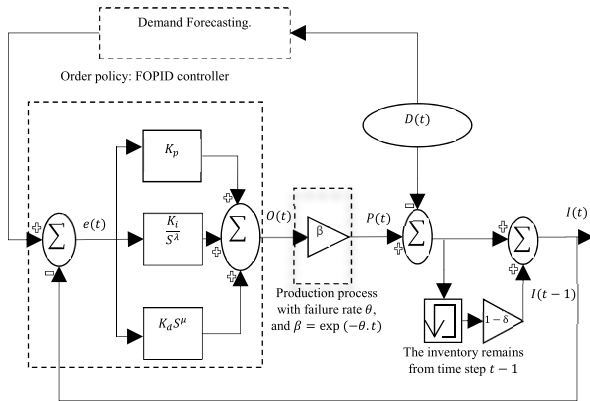 Demand Forecasting.
Order policy: FOPID controller
D(t)
K_p
e(t)
Σ
K_i
S^λ
Σ
O(t)
β
P(t)
Σ
Σ
I(t)
K_d S^μ
Production process
with failure rate θ,
and β = exp (−θ.t)
1 − δ
I(t − 1)
The inventory remains
from time step t − 1